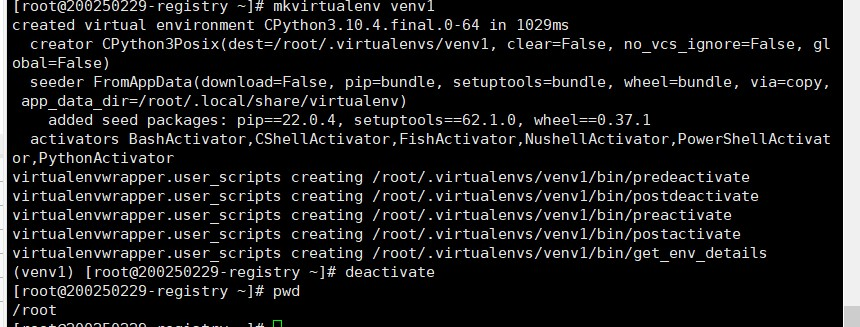 [root@200250229-registry ~]# mkvirtualenv venv1
created virtual environment CPython3.10.4.final.0-64 in 1029ms
  creator CPython3Posix(dest=/root/.virtualenvs/venv1, clear=False, no_vcs_ignore=False, gl
obal=False)
  seeder FromAppData(download=False, pip=bundle, setuptools=bundle, wheel=bundle, via=copy,
 app_data_dir=/root/.local/share/virtualenv)
    added seed packages: pip==22.0.4, setuptools==62.1.0, wheel==0.37.1
  activators BashActivator,CShellActivator,FishActivator,NushellActivator,PowerShellActivat
or,PythonActivator
virtualenvwrapper.user_scripts creating /root/.virtualenvs/venv1/bin/predeactivate
virtualenvwrapper.user_scripts creating /root/.virtualenvs/venv1/bin/postdeactivate
virtualenvwrapper.user_scripts creating /root/.virtualenvs/venv1/bin/preactivate
virtualenvwrapper.user_scripts creating /root/.virtualenvs/venv1/bin/postactivate
virtualenvwrapper.user_scripts creating /root/.virtualenvs/venv1/bin/get_env_details
(venv1) [root@200250229-registry ~]# deactivate
[root@200250229-registry ~]# pwd
/root
[root@200250229-registry ~]#